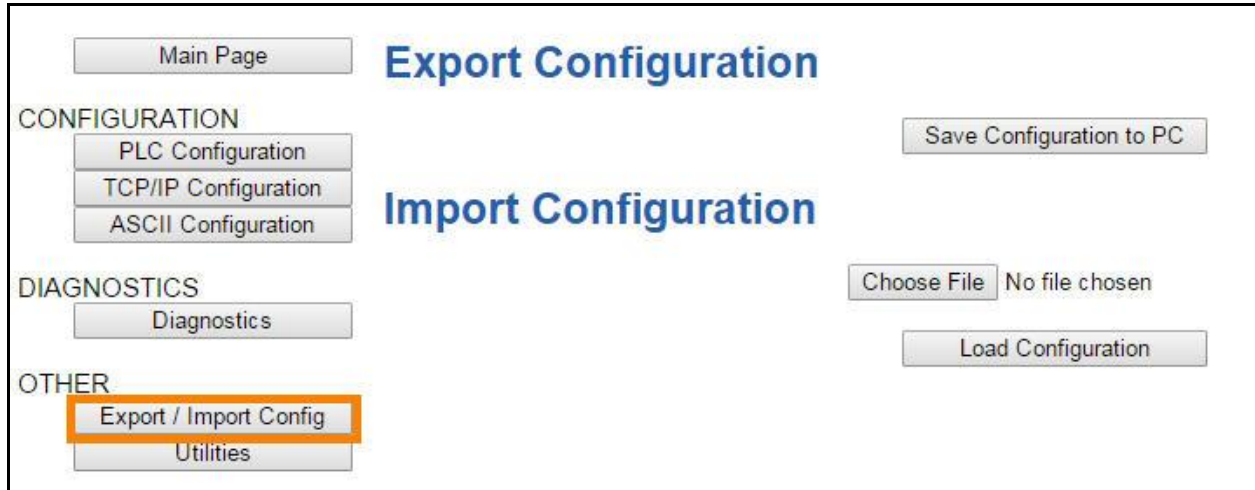 Main Page
CONFIGURATION
PLC Configuration
TCP/IP Configuration
ASCII Configuration
DIAGNOSTICS
Diagnostics
OTHER
Export / Import Config
Utilities
Export Configuration
Save Configuration to PC
Import Configuration
Choose File No file chosen
Load Configuration